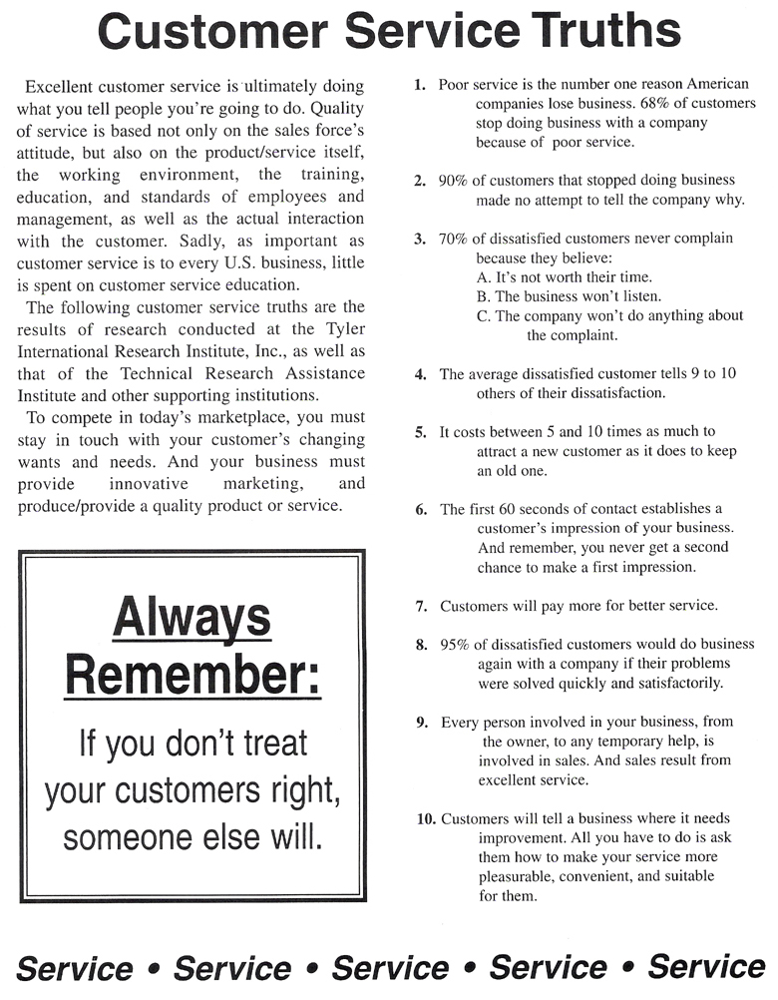 Customer Service Truths
Excellent customer service is ultimately doing
what you tell people you're going to do. Quality
of service is based not only on the sales force's
attitude, but also on the product/service itself,
the working environment, the training,
education, and standards of employees and
management, as well as the actual interaction
with the customer. Sadly, as important as
customer service is to every U.S. business, little
is spent on customer service education.
The following customer service truths are the
results of research conducted at the Tyler
International Research Institute, Inc., as well as
that of the Technical Research Assistance
Institute and other supporting institutions.
To compete in today's marketplace, you must
stay in touch with your customer's changing
wants and needs. And your business must
provide innovative marketing, and
produce/provide a quality product or service.
Always
Remember:
If you don't treat
your customers right,
someone else will.
1. Poor service is the number one reason American
companies lose business. 68% of customers
stop doing business with a company
because of poor service.
2. 90% of customers that stopped doing business
made no attempt to tell the company why.
3. 70% of dissatisfied customers never complain
because they believe:
A. It's not worth their time.
B. The business won't listen.
C. The company won't do anything about
the complaint.
4. The average dissatisfied customer tells 9 to 10
others of their dissatisfaction.
5. It costs between 5 and 10 times as much to
attract a new customer as it does to keep
an old one.
6. The first 60 seconds of contact establishes a
customer's impression of your business.
And remember, you never get a second
chance to make a first impression.
7. Customers will pay more for better service.
8. 95% of dissatisfied customers would do business
again with a company if their problems
were solved quickly and satisfactorily.
9. Every person involved in your business, from
the owner, to any temporary help, is
involved in sales. And sales result from
excellent service.
10. Customers will tell a business where it needs
improvement. All you have to do is ask
them how to make your service more
pleasurable, convenient, and suitable
for them.
Service • Service • Service • Service • Service